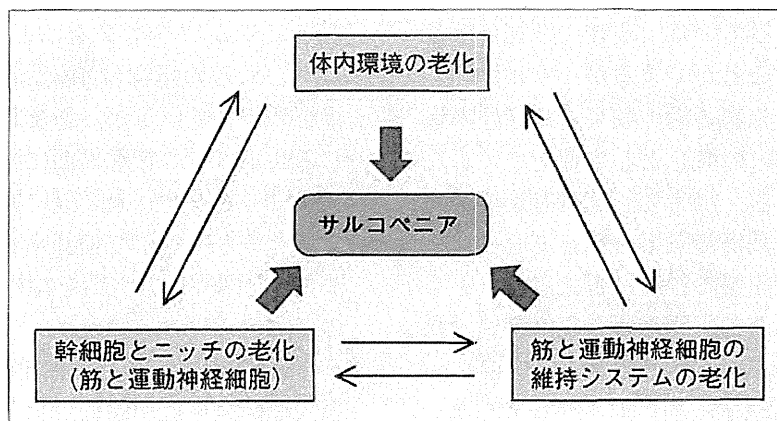 体内環境の老化
サルコペニア
幹細胞とニッチの老化
(筋と運動神経細胞)
筋と運動神経細胞の
維持システムの老化